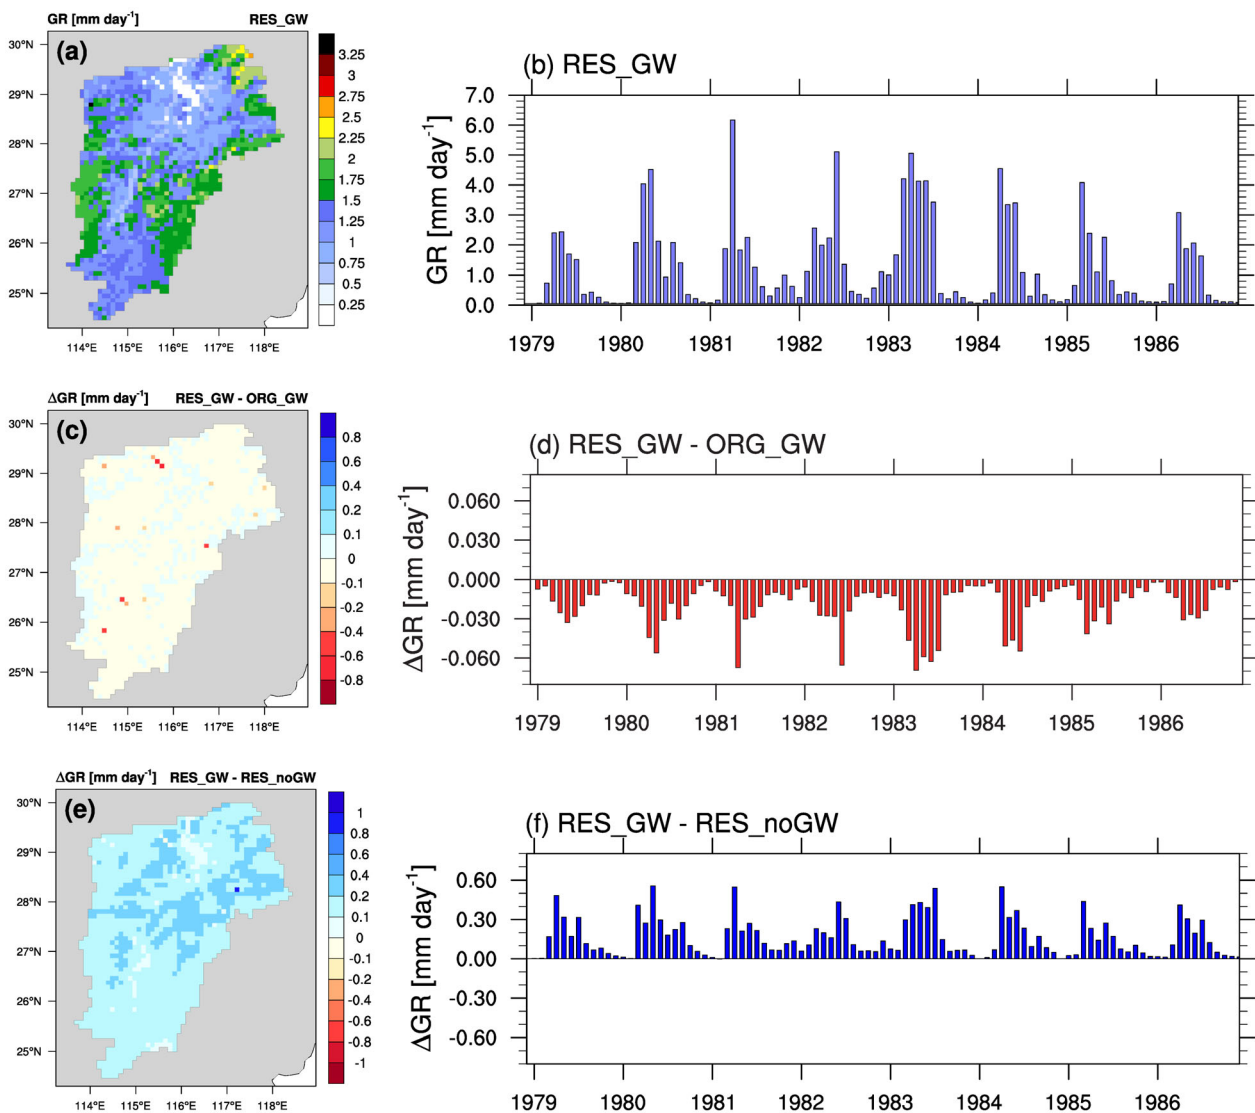 GR [mm day⁻¹] RES_GW
(a)
30°N
29°N
28°N
27°N
26°N
25°N
114°E 115°E 116°E 117°E 118°E
3.25
3
2.75
2.5
2.25
2
1.75
1.5
1.25
1
0.75
0.5
0.25
(b) RES_GW
GR [mm day⁻¹]
7.0
6.0
5.0
4.0
3.0
2.0
1.0
0.0
1979 1980 1981 1982 1983 1984 1985 1986
ΔGR [mm day⁻¹] RES_GW - ORG_GW
(c)
30°N
29°N
28°N
27°N
26°N
25°N
114°E 115°E 116°E 117°E 118°E
0.8
0.6
0.4
0.2
0.1
0
-0.1
-0.2
-0.4
-0.6
-0.8
(d) RES_GW - ORG_GW
ΔGR [mm day⁻¹]
0.060
0.030
0.000
-0.030
-0.060
1979 1980 1981 1982 1983 1984 1985 1986
ΔGR [mm day⁻¹] RES_GW - RES_noGW
(e)
30°N
29°N
28°N
27°N
26°N
25°N
114°E 115°E 116°E 117°E 118°E
1
0.8
0.6
0.4
0.2
0.1
0
-0.1
-0.2
-0.4
-0.6
-0.8
-1
(f) RES_GW - RES_noGW
ΔGR [mm day⁻¹]
0.60
0.30
0.00
-0.30
-0.60
1979 1980 1981 1982 1983 1984 1985 1986